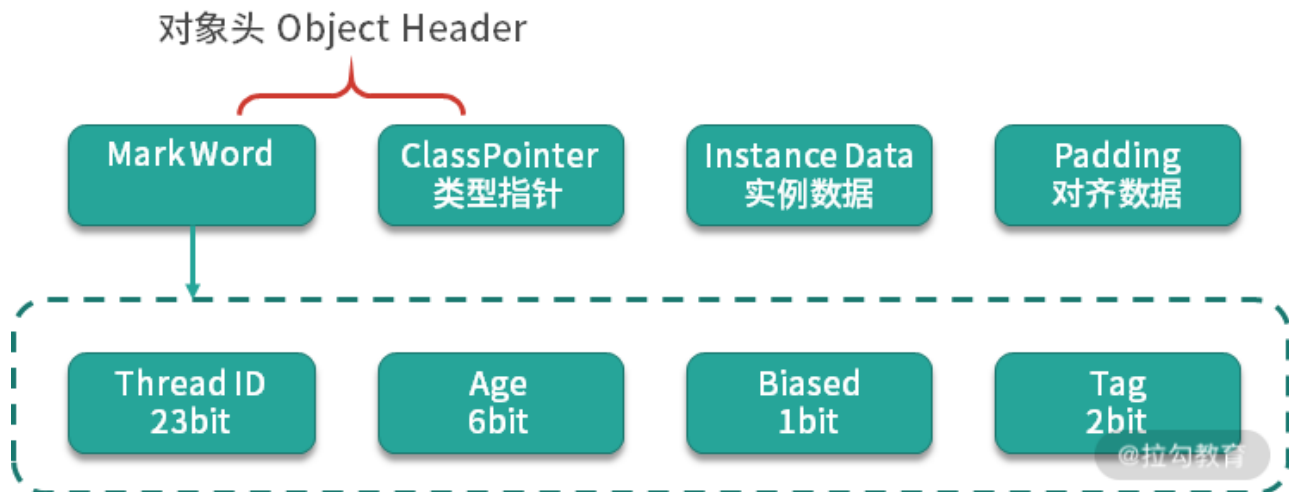 对象头 Object Header
MarkWord
ClassPointer
类型指针
Instance Data
实例数据
Padding
对齐数据
Thread ID
23bit
Age
6bit
Biased
1bit
Tag
2bit
@拉勾教育